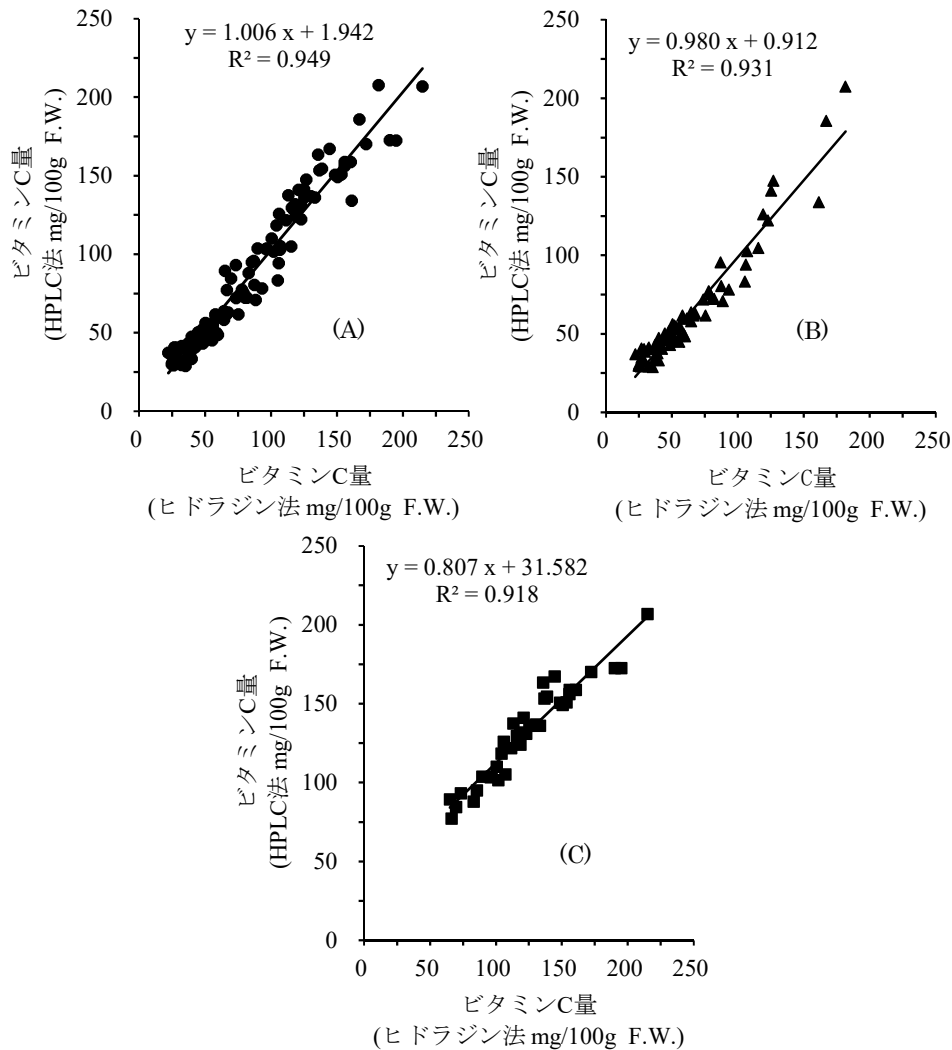 y = 1.006 x + 1.942
R² = 0.949
ビタミンC量
(HPLC法 mg/100g F.W.)
250
200
150
100
50
0
(A)
0 50 100 150 200 250
ビタミンC量
(ヒドラジン法 mg/100g F.W.)
y = 0.980 x + 0.912
R² = 0.931
ビタミンC量
(HPLC法 mg/100g F.W.)
250
200
150
100
50
0
(B)
0 50 100 150 200 250
ビタミンC量
(ヒドラジン法 mg/100g F.W.)
y = 0.807 x + 31.582
R² = 0.918
ビタミンC量
(HPLC法 mg/100g F.W.)
250
200
150
100
50
0
(C)
0 50 100 150 200 250
ビタミンC量
(ヒドラジン法 mg/100g F.W.)